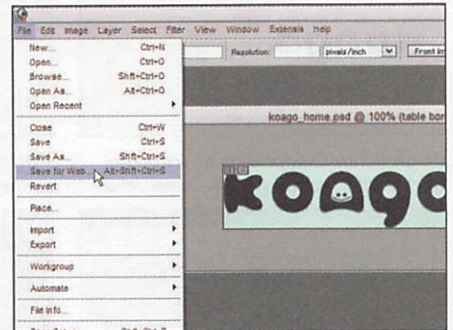 File Edit Image Layer Select Filter View Window Extensis Help
Resolution: pixels/inch Front Im
New... Ctrl+N
Open... Ctrl+O
Browse... Shft+Ctrl+O
Open As... Alt+Ctrl+O
Open Recent
Close Ctrl+W
Save Ctrl+S
Save As... Shft+Ctrl+S
Save for Web... Alt+Shft+Ctrl+S
Revert
Place...
Import
Export
Workgroup
Automate
File Info...
koago_home.psd @ 100% (table bor
koago